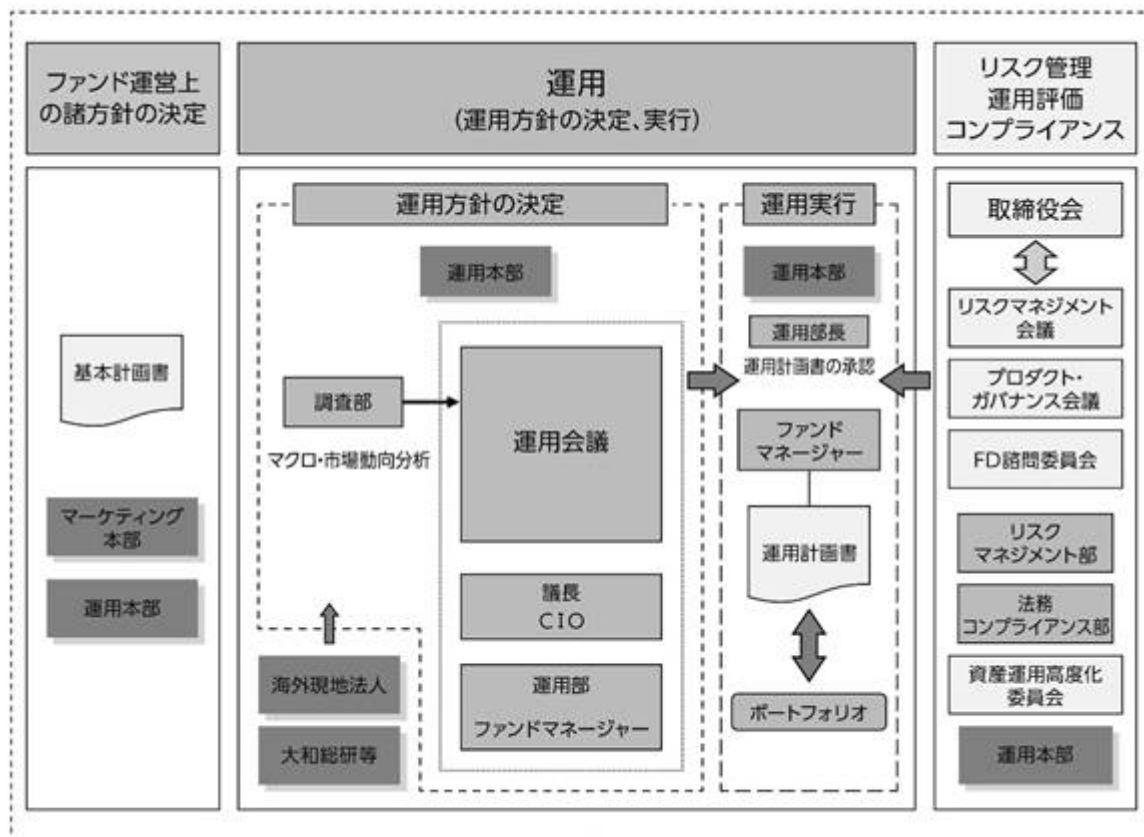 ファンド運営上
の諸方針の決定
運用
(運用方針の決定、実行)
リスク管理
運用評価
コンプライアンス
基本計画書
マーケティング
本部
運用本部
運用方針の決定
運用本部
調査部
マクロ・市場動向分析
運用会議
議長
CIO
運用部
ファンドマネージャー
海外現地法人
大和総研等
運用実行
運用本部
運用部長
運用計画書の承認
ファンド
マネージャー
運用計画書
ポートフォリオ
取締役会
リスクマネジメント
会議
プロダクト・
ガバナンス会議
FD諮問委員会
リスク
マネジメント部
法務
コンプライアンス部
資産運用高度化
委員会
運用本部